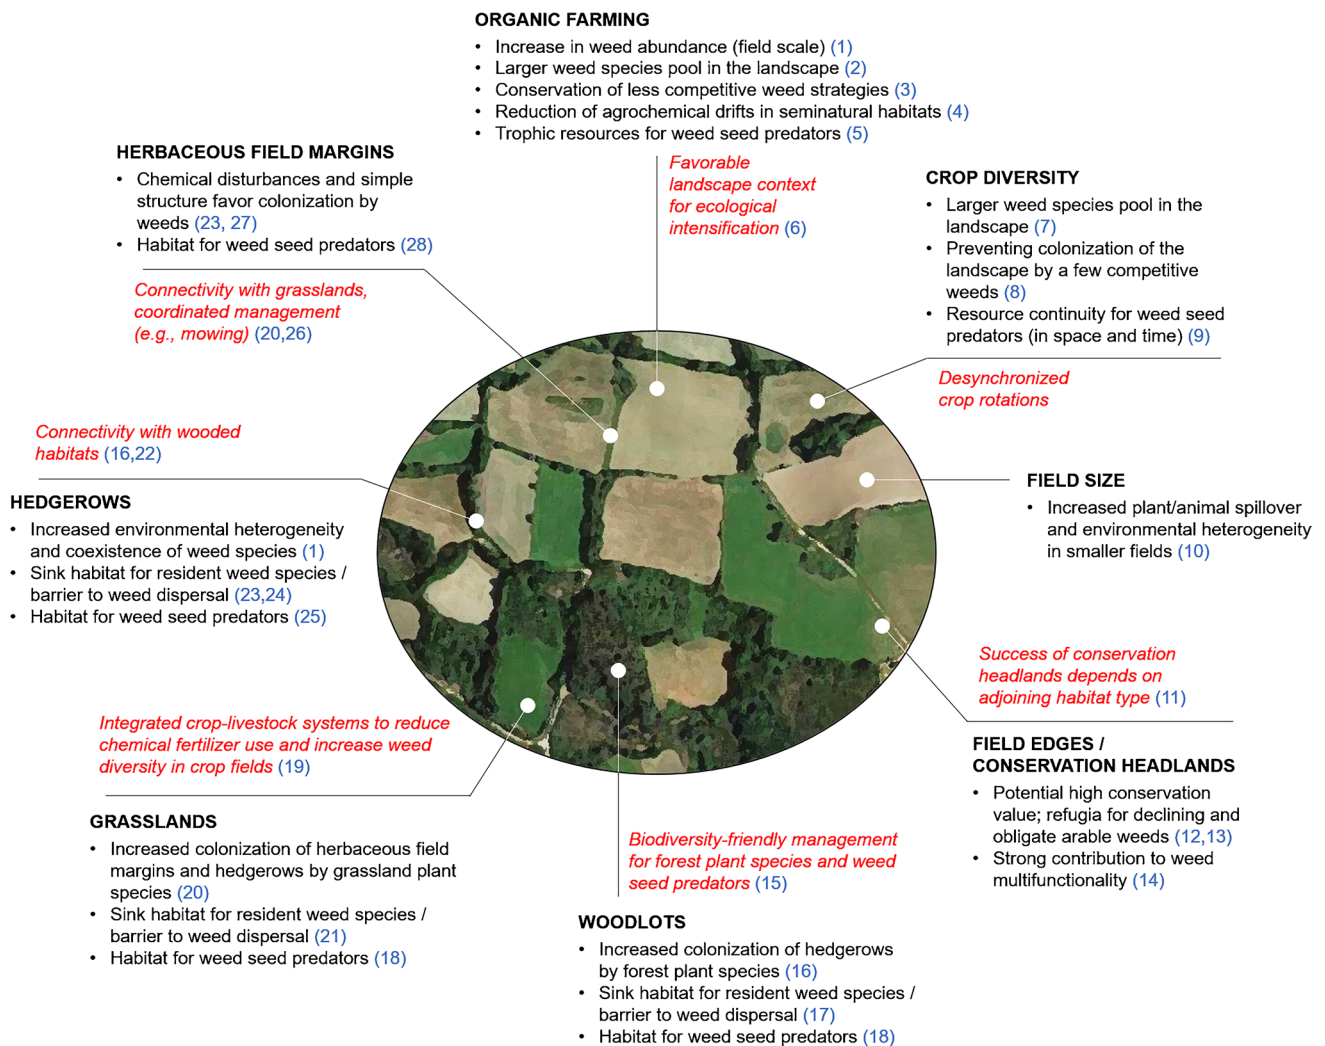 ORGANIC FARMING
• Increase in weed abundance (field scale) (1)
• Larger weed species pool in the landscape (2)
• Conservation of less competitive weed strategies (3)
• Reduction of agrochemical drifts in seminatural habitats (4)
• Trophic resources for weed seed predators (5)
Favorable
landscape context
for ecological
intensification (6)
HERBACEOUS FIELD MARGINS
• Chemical disturbances and simple
structure favor colonization by
weeds (23, 27)
• Habitat for weed seed predators (28)
Connectivity with grasslands,
coordinated management
(e.g., mowing) (20,26)
CROP DIVERSITY
• Larger weed species pool in the
landscape (7)
• Preventing colonization of the
landscape by a few competitive
weeds (8)
• Resource continuity for weed seed
predators (in space and time) (9)
Desynchronized
crop rotations
Connectivity with wooded
habitats (16,22)
HEDGEROWS
• Increased environmental heterogeneity
and coexistence of weed species (1)
• Sink habitat for resident weed species /
barrier to weed dispersal (23,24)
• Habitat for weed seed predators (25)
FIELD SIZE
• Increased plant/animal spillover
and environmental heterogeneity
in smaller fields (10)
Success of conservation
headlands depends on
adjoining habitat type (11)
FIELD EDGES /
CONSERVATION HEADLANDS
• Potential high conservation
value; refugia for declining and
obligate arable weeds (12,13)
• Strong contribution to weed
multifunctionality (14)
Integrated crop-livestock systems to reduce
chemical fertilizer use and increase weed
diversity in crop fields (19)
GRASSLANDS
• Increased colonization of herbaceous field
margins and hedgerows by grassland plant
species (20)
• Sink habitat for resident weed species /
barrier to weed dispersal (21)
• Habitat for weed seed predators (18)
Biodiversity-friendly management
for forest plant species and weed
seed predators (15)
WOODLOTS
• Increased colonization of hedgerows
by forest plant species (16)
• Sink habitat for resident weed species /
barrier to weed dispersal (17)
• Habitat for weed seed predators (18)